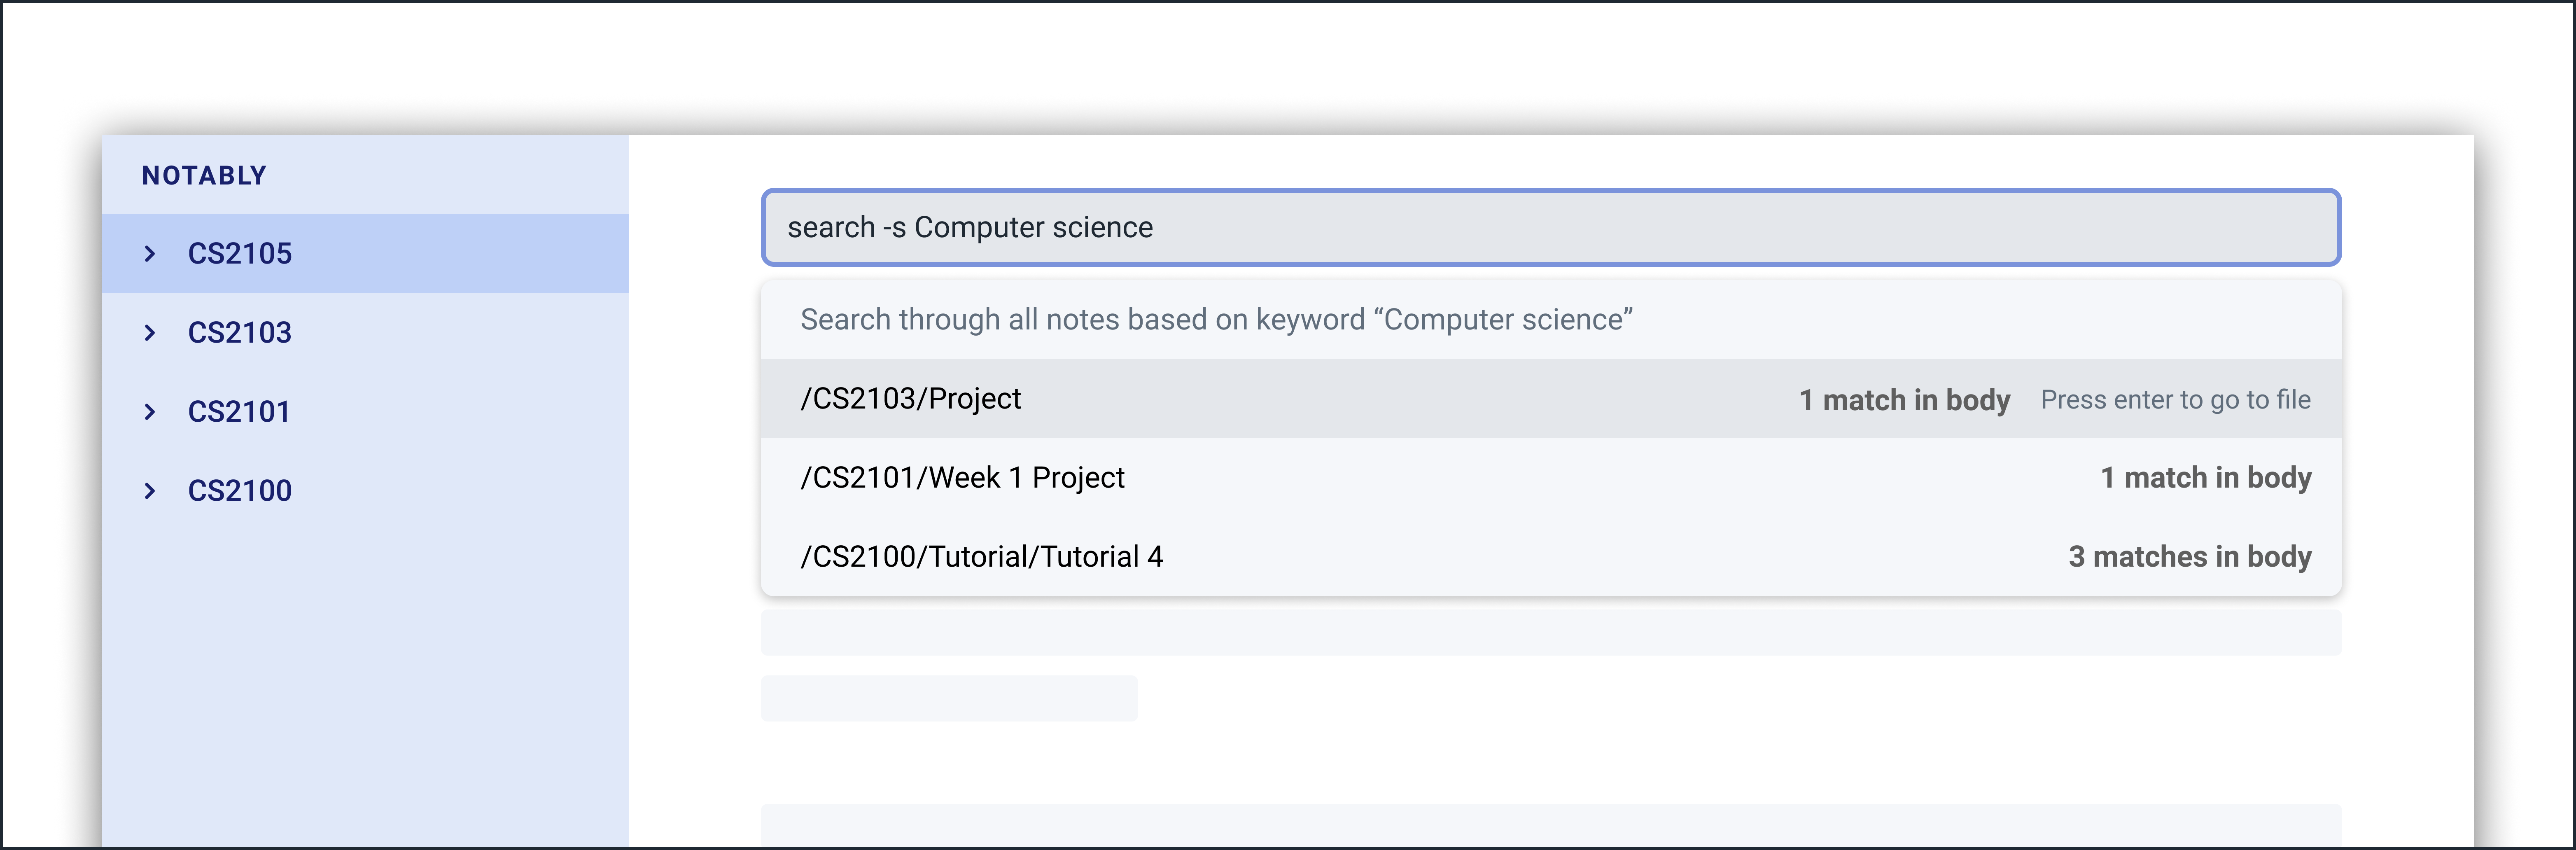 NOTABLY
CS2105
CS2103
CS2101
CS2100
search -s Computer science
Search through all notes based on keyword “Computer science”
/CS2103/Project 1 match in body Press enter to go to file
/CS2101/Week 1 Project 1 match in body
/CS2100/Tutorial/Tutorial 4 3 matches in body